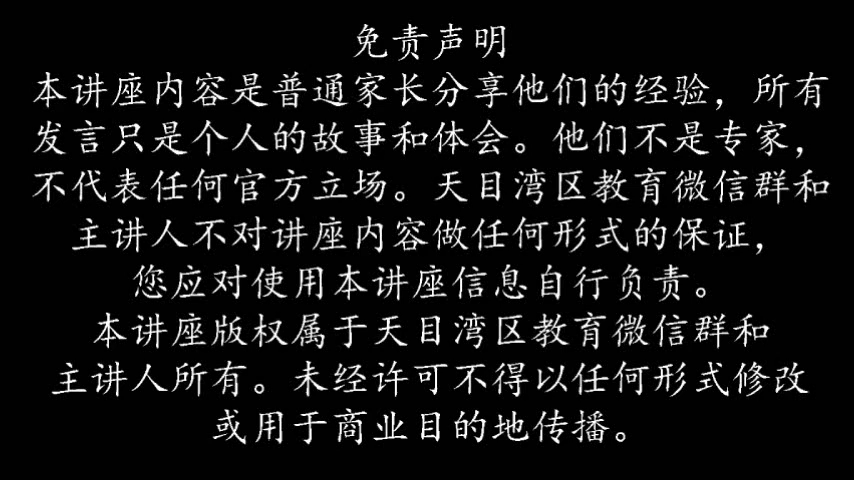 免责声明
本讲座内容是普通家长分享他们的经验，所有
发言只是个人的故事和体会。他们不是专家，
不代表任何官方立场。天目湾区教育微信群和
主讲人不对讲座内容做任何形式的保证，
您应对使用本讲座信息自行负责。
本讲座版权属于天目湾区教育微信群和
主讲人所有。未经许可不得以任何形式修改
或用于商业目的地传播。